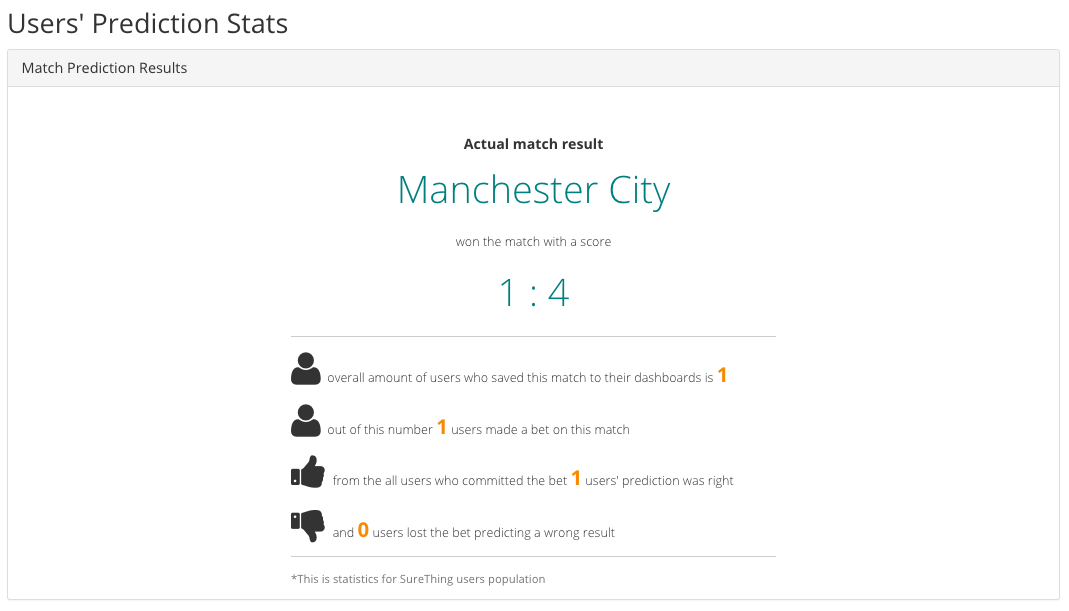 Users' Prediction Stats
Match Prediction Results
Actual match result
Manchester City
won the match with a score
1 : 4
overall amount of users who saved this match to their dashboards is 1
out of this number 1 users made a bet on this match
from the all users who committed the bet 1 users' prediction was right
and 0 users lost the bet predicting a wrong result
*This is statistics for SureThing users population